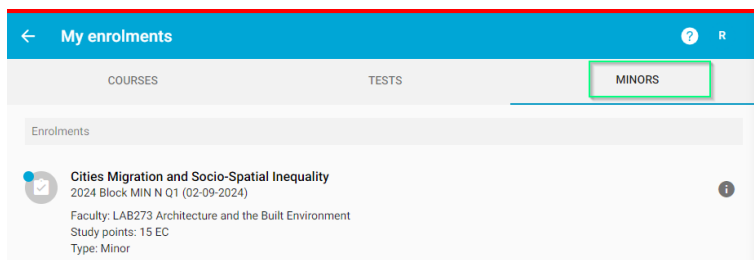 My enrolments
? R
COURSES TESTS MINORS
Enrolments
Cities Migration and Socio-Spatial Inequality
2024 Block MIN N Q1 (02-09-2024)
Faculty: LAB273 Architecture and the Built Environment
Study points: 15 EC
Type: Minor